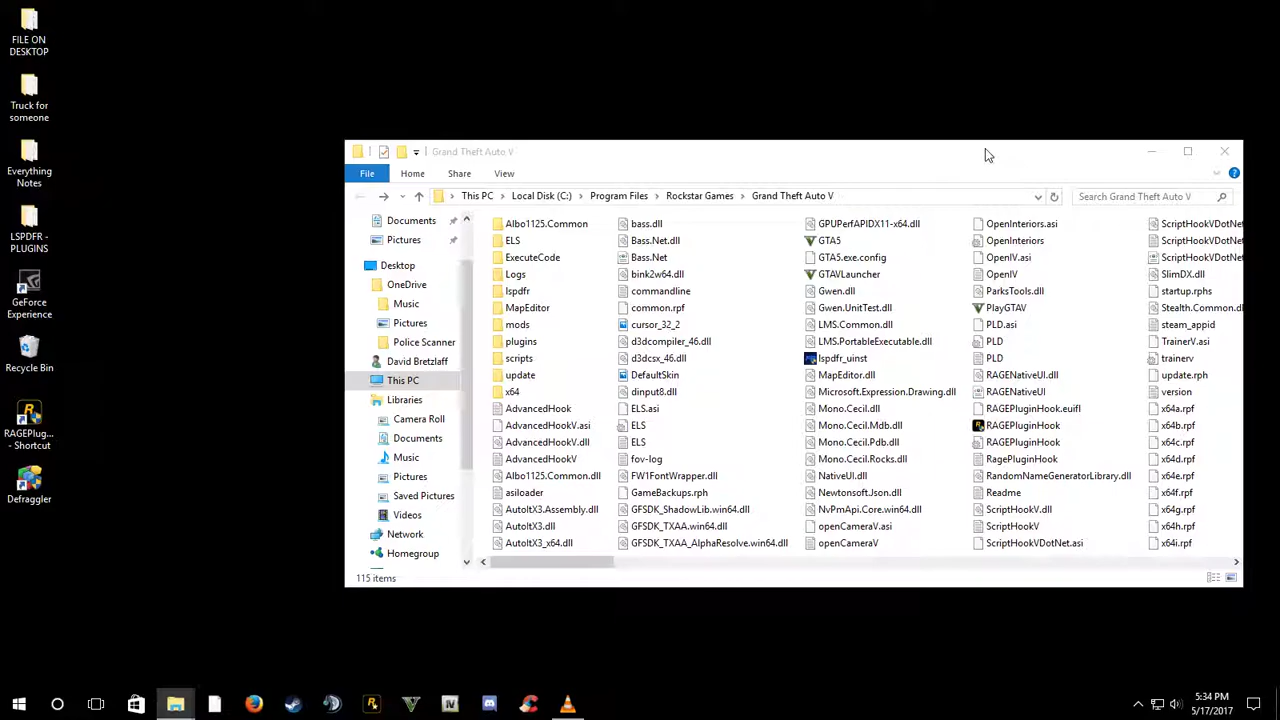 FILE ON
DESKTOP
Truck for
someone
Everything
Notes
LSPDFR -
PLUGINS
GeForce
Experience
Recycle Bin
RAGEPlug...
- Shortcut
Defraggler
Grand Theft Auto V
File Home Share View
This PC Local Disk (C:) Program Files Rockstar Games Grand Theft Auto V
Search Grand Theft Auto V
Documents
Pictures
Desktop
OneDrive
Music
Pictures
Police Scanner
David Bretzlaff
This PC
Libraries
Camera Roll
Documents
Music
Pictures
Saved Pictures
Videos
Network
Homegroup
Albo1125.Common
ELS
ExecuteCode
Logs
lspdfr
MapEditor
mods
plugins
scripts
update
x64
AdvancedHook
AdvancedHookV.asi
AdvancedHookV.dll
AdvancedHookV
Albo1125.Common.dll
asiloader
AutoItX3.Assembly.dll
AutoItX3.dll
AutoItX3_x64.dll
bass.dll
Bass.Net.dll
Bass.Net
bink2w64.dll
commandline
common.rpf
cursor_32_2
d3dcompiler_46.dll
d3dcsx_46.dll
DefaultSkin
dinput8.dll
ELS.asi
ELS
ELS
fov-log
FW1FontWrapper.dll
GameBackups.rph
GFSDK_ShadowLib.win64.dll
GFSDK_TXAA.win64.dll
GFSDK_TXAA_AlphaResolve.win64.dll
GPUPerfAPIDX11-x64.dll
GTA5
GTA5.exe.config
GTAVLauncher
Gwen.dll
Gwen.UnitTest.dll
LMS.Common.dll
LMS.PortableExecutable.dll
lspdfr_uinst
MapEditor.dll
Microsoft.Expression.Drawing.dll
Mono.Cecil.dll
Mono.Cecil.Mdb.dll
Mono.Cecil.Pdb.dll
Mono.Cecil.Rocks.dll
NativeUI.dll
Newtonsoft.Json.dll
NvPmApi.Core.win64.dll
openCameraV.asi
openCameraV
OpenInteriors.asi
OpenInteriors
OpenIV.asi
OpenIV
ParksTools.dll
PlayGTAV
PLD.asi
PLD
PLD
RAGENativeUI.dll
RAGENativeUI
RAGEPluginHook.euifl
RAGEPluginHook
RAGEPluginHook
RagePluginHook
RandomNameGeneratorLibrary.dll
Readme
ScriptHookV.dll
ScriptHookV
ScriptHookVDotNet.asi
ScriptHookVDotNet
ScriptHookVDotNet
ScriptHookVDotNet
SlimDX.dll
startup.rphs
Stealth.Common.dl
steam_appid
TrainerV.asi
trainerv
update.rph
version
x64a.rpf
x64b.rpf
x64c.rpf
x64d.rpf
x64e.rpf
x64f.rpf
x64g.rpf
x64h.rpf
x64i.rpf
115 items
5:34 PM
5/17/2017